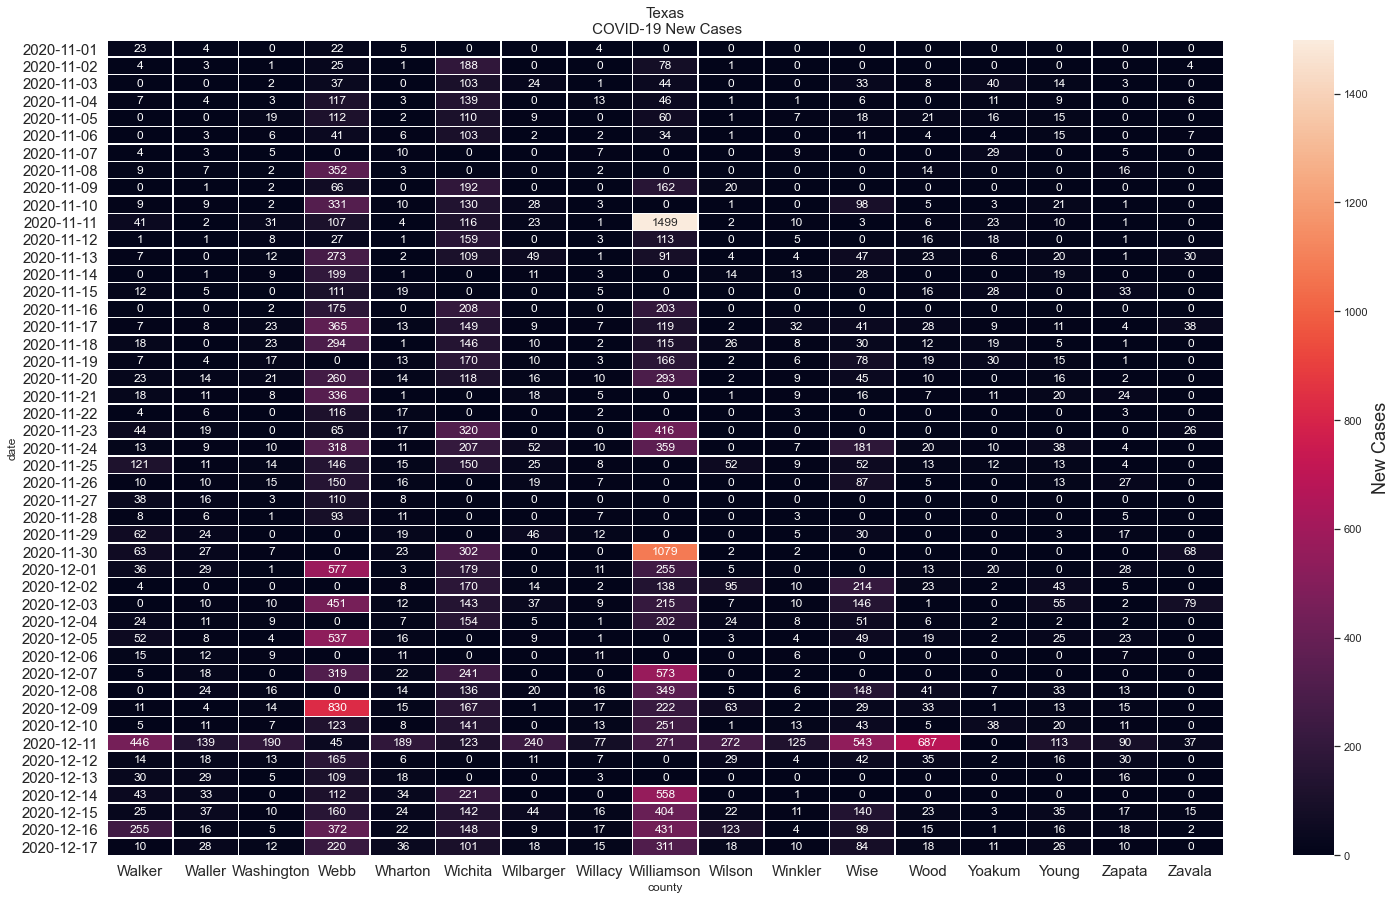 Texas
COVID-19 New Cases
2020-11-01 23 4 0 22 5 0 0 4 0 0 0 0 0 0 0 0 0
2020-11-02 4 3 1 25 1 188 0 0 78 1 0 0 0 0 0 0 4
2020-11-03 0 0 2 37 0 103 24 1 44 0 0 33 8 40 14 3 0
2020-11-04 7 4 3 117 3 139 0 13 46 1 1 6 0 11 9 0 6
2020-11-05 0 0 19 112 2 110 9 0 60 1 7 18 21 16 15 0 0
2020-11-06 0 3 6 41 6 103 2 2 34 1 0 11 4 4 15 0 7
2020-11-07 4 3 5 0 10 0 0 7 0 0 9 0 0 29 0 5 0
2020-11-08 9 7 2 352 3 0 0 2 0 0 0 0 14 0 0 16 0
2020-11-09 0 1 2 66 0 192 0 0 162 20 0 0 0 0 0 0 0
2020-11-10 9 9 2 331 10 130 28 3 0 1 0 98 5 3 21 1 0
2020-11-11 41 2 31 107 4 116 23 1 1499 2 10 3 6 23 10 1 0
2020-11-12 1 1 8 27 1 159 0 3 113 0 5 0 16 18 0 1 0
2020-11-13 7 0 12 273 2 109 49 1 91 4 4 47 23 6 20 1 30
2020-11-14 0 1 9 199 1 0 11 3 0 14 13 28 0 0 19 0 0
2020-11-15 12 5 0 111 19 0 0 5 0 0 0 0 16 28 0 33 0
2020-11-16 0 0 2 175 0 208 0 0 203 0 0 0 0 0 0 0 0
2020-11-17 7 8 23 365 13 149 9 7 119 2 32 41 28 9 11 4 38
2020-11-18 18 0 23 294 1 146 10 2 115 26 8 30 12 19 5 1 0
2020-11-19 7 4 17 0 13 170 10 3 166 2 6 78 19 30 15 1 0
2020-11-20 23 14 21 260 14 118 16 10 293 2 9 45 10 0 16 2 0
2020-11-21 18 11 8 336 1 0 18 5 0 1 9 16 7 11 20 24 0
2020-11-22 4 6 0 116 17 0 0 2 0 0 3 0 0 0 0 3 0
2020-11-23 44 19 0 65 17 320 0 0 416 0 0 0 0 0 0 0 26
2020-11-24 13 9 10 318 11 207 52 10 359 0 7 181 20 10 38 4 0
2020-11-25 121 11 14 146 15 150 25 8 0 52 9 52 13 12 13 4 0
2020-11-26 10 10 15 150 16 0 19 7 0 0 0 87 5 0 13 27 0
2020-11-27 38 16 3 110 8 0 0 0 0 0 0 0 0 0 0 0 0
2020-11-28 8 6 1 93 11 0 0 7 0 0 3 0 0 0 0 5 0
2020-11-29 62 24 0 0 19 0 46 12 0 0 5 30 0 0 3 17 0
2020-11-30 63 27 7 0 23 302 0 0 1079 2 2 0 0 0 0 0 68
2020-12-01 36 29 1 577 3 179 0 11 255 5 0 0 13 20 0 28 0
2020-12-02 4 0 0 0 8 170 14 2 138 95 10 214 23 2 43 5 0
2020-12-03 0 10 10 451 12 143 37 9 215 7 10 146 1 0 55 2 79
2020-12-04 24 11 9 0 7 154 5 1 202 24 8 51 6 2 2 2 0
2020-12-05 52 8 4 537 16 0 9 1 0 3 4 49 19 2 25 23 0
2020-12-06 15 12 9 0 11 0 0 11 0 0 6 0 0 0 0 7 0
2020-12-07 5 18 0 319 22 241 0 0 573 0 2 0 0 0 0 0 0
2020-12-08 0 24 16 0 14 136 20 16 349 5 6 148 41 7 33 13 0
2020-12-09 11 4 14 830 15 167 1 17 222 63 2 29 33 1 13 15 0
2020-12-10 5 11 7 123 8 141 0 13 251 1 13 43 5 38 20 11 0
2020-12-11 446 139 190 45 189 123 240 77 271 272 125 543 687 0 113 90 37
2020-12-12 14 18 13 165 6 0 11 7 0 29 4 42 35 2 16 30 0
2020-12-13 30 29 5 109 18 0 0 3 0 0 0 0 0 0 0 16 0
2020-12-14 43 33 0 112 34 221 0 0 558 0 1 0 0 0 0 0 0
2020-12-15 25 37 10 160 24 142 44 16 404 22 11 140 23 3 35 17 15
2020-12-16 255 16 5 372 22 148 9 17 431 123 4 99 15 1 16 18 2
2020-12-17 10 28 12 220 36 101 18 15 311 18 10 84 18 11 26 10 0
Walker Waller Washington Webb Wharton Wichita Wilbarger Willacy Williamson Wilson Winkler Wise Wood Yoakum Young Zapata Zavala
county
date
1400
1200
1000
800
600
400
200
0
New Cases